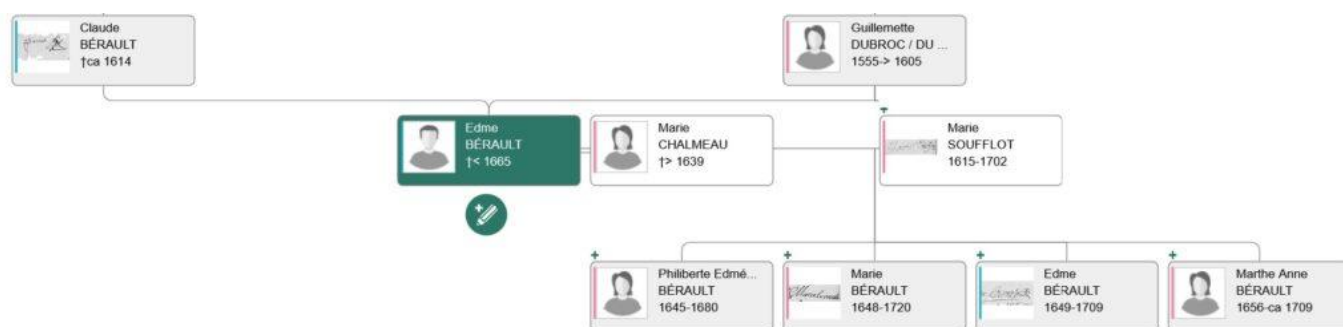 Claude
BÉRAULT
†ca 1614
Guillemette
DUBROC / DU ...
1555-> 1605
Edme
BÉRAULT
†< 1665
Marie
CHALMEAU
†> 1639
Marie
SOUFFLOT
1615-1702
Philiberte Edmé...
BÉRAULT
1645-1680
Marie
BÉRAULT
1648-1720
Edme
BÉRAULT
1649-1709
Marthe Anne
BÉRAULT
1656-ca 1709